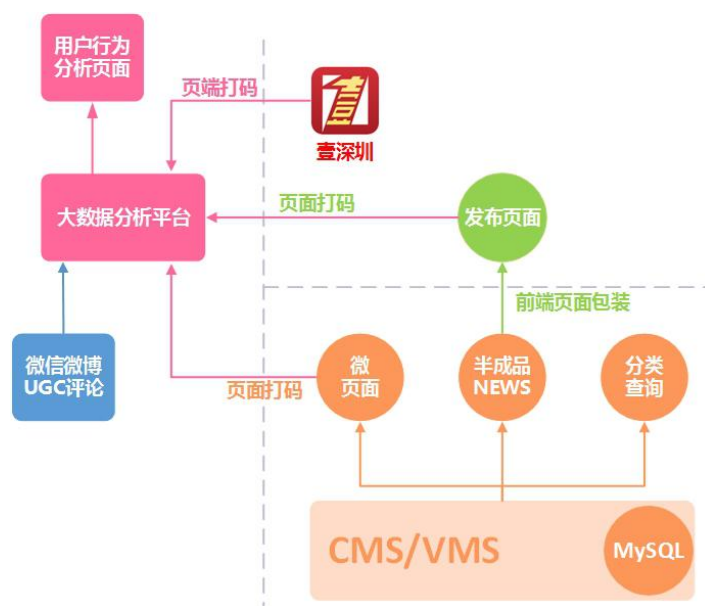 用户行为
分析页面
页端打码
壹深圳
大数据分析平台
页面打码
发布页面
前端页面包装
微信微博
UGC评论
页面打码
微
页面
半成品
NEWS
分类
查询
CMS/VMS
MySQL